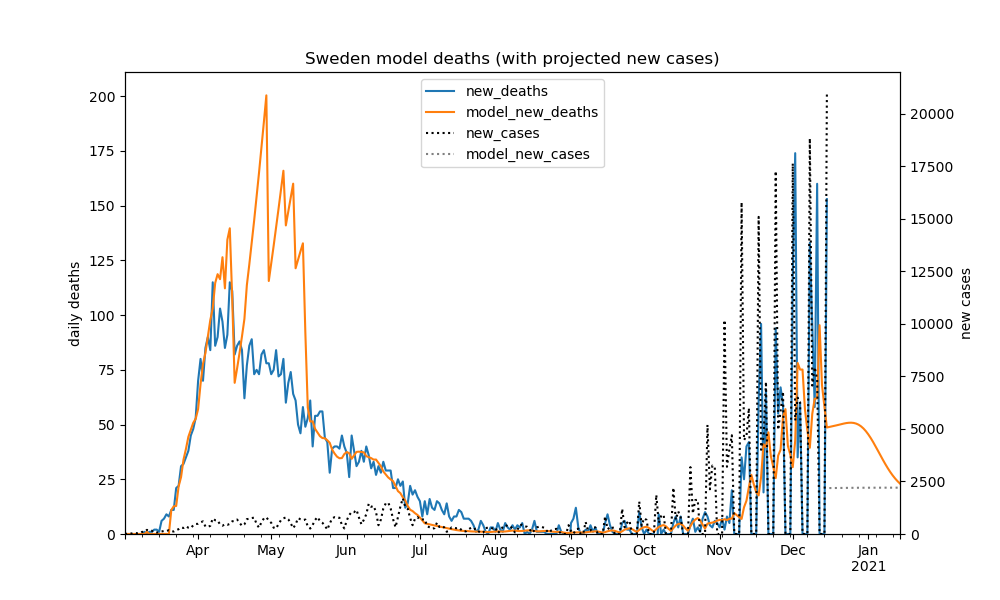 Sweden model deaths (with projected new cases)
new_deaths
model_new_deaths
new_cases
model_new_cases
daily deaths
200
175
150
125
100
75
50
25
0
new cases
20000
17500
15000
12500
10000
7500
5000
2500
0
Apr May Jun Jul Aug Sep Oct Nov Dec Jan
2021